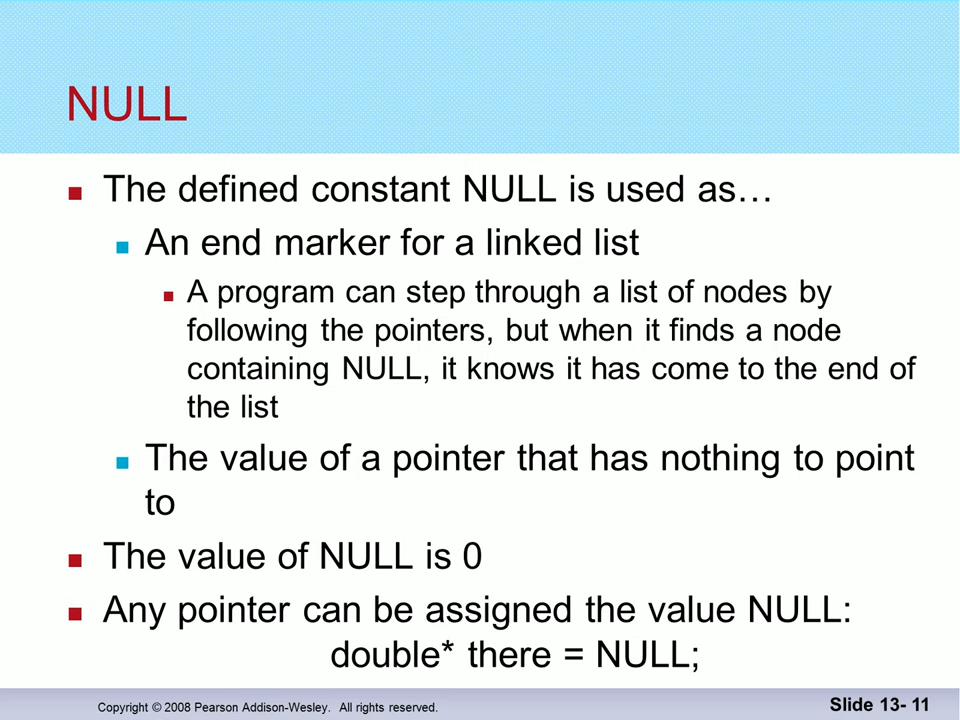 NULL
The defined constant NULL is used as…
An end marker for a linked list
A program can step through a list of nodes by
following the pointers, but when it finds a node
containing NULL, it knows it has come to the end of
the list
The value of a pointer that has nothing to point
to
The value of NULL is 0
Any pointer can be assigned the value NULL:
double* there = NULL;
Copyright © 2008 Pearson Addison-Wesley. All rights reserved.
Slide 13- 11